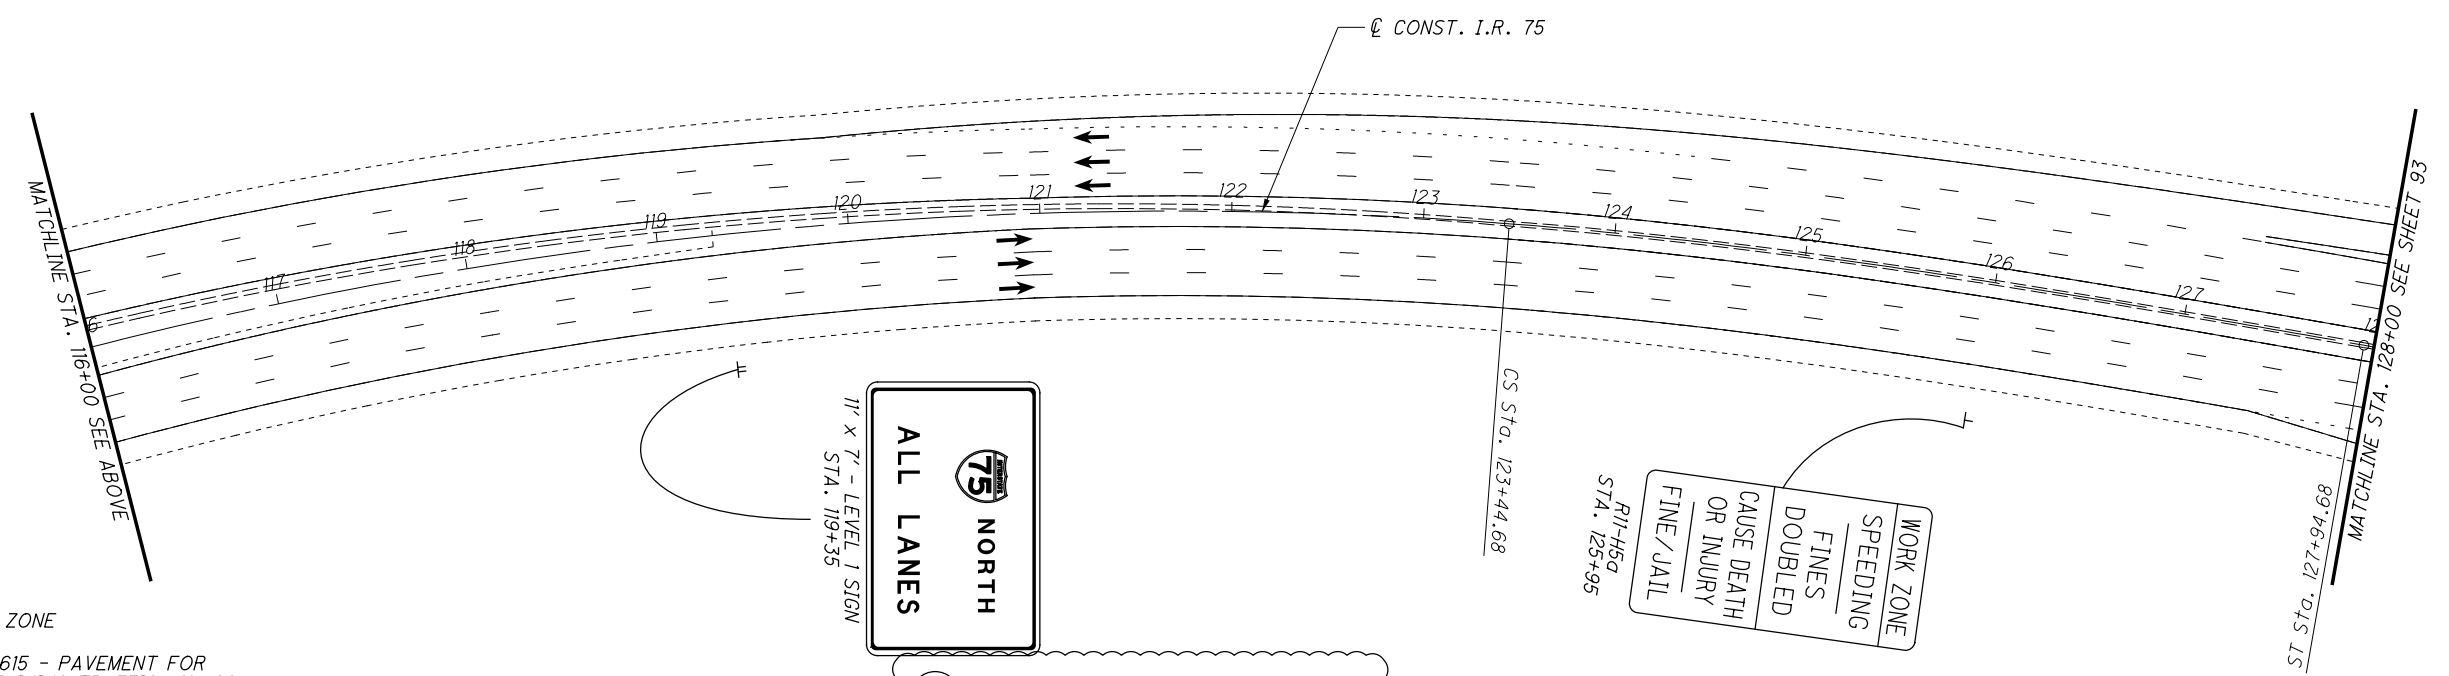 ℄ CONST. I.R. 75
MATCHLINE STA. 116+00 SEE ABOVE
6
117
118
119
120
121
122
123
124
125
126
127
12
MATCHLINE STA. 128+00 SEE SHEET 93
CS Sta. 123+44.68
ST Sta. 127+94.68
INTERSTATE
75 NORTH
ALL LANES
11' x 7' - LEVEL 1 SIGN
STA. 119+35
WORK ZONE
SPEEDING
FINES
DOUBLED
CAUSE DEATH
OR INJURY
FINE/JAIL
R11-H5a
STA. 125+95
ZONE
615 - PAVEMENT FOR